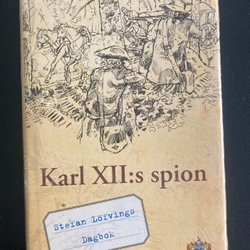 Karl XII:s spion
Stefan Löfvings
Dagbok